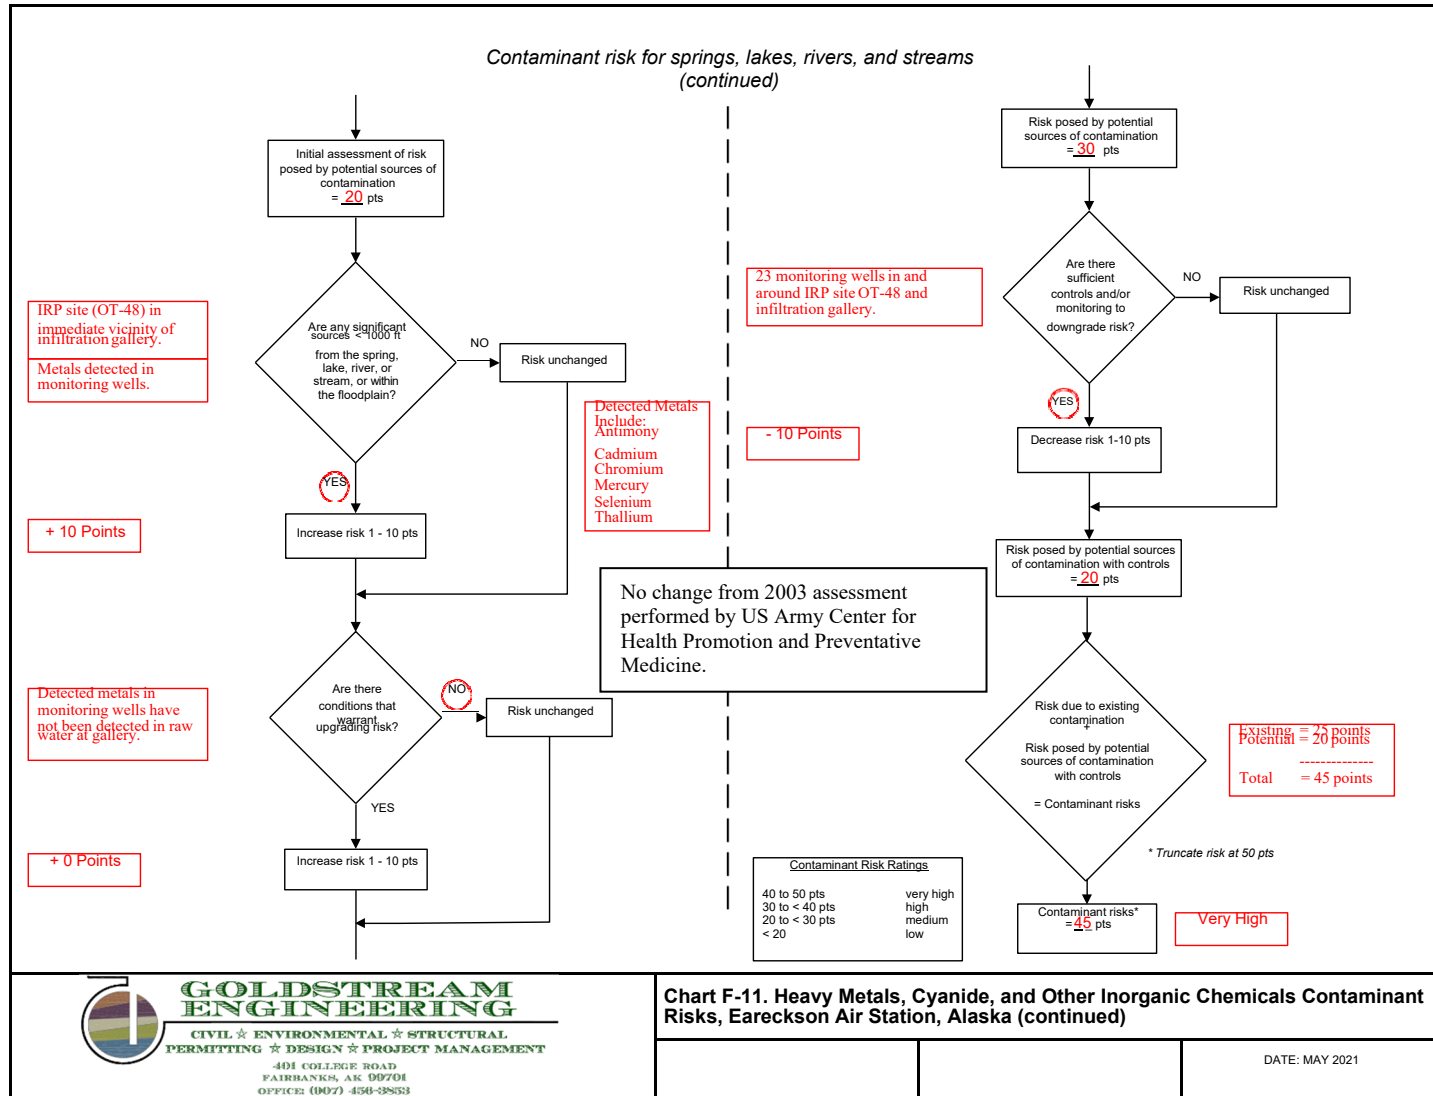 Contaminant risk for springs, lakes, rivers, and streams
(continued)
Initial assessment of risk
posed by potential sources of
contamination
= 20 pts
IRP site (OT-48) in
immediate vicinity of
infiltration gallery.
Metals detected in
monitoring wells.
Are any significant
sources < 1000 ft
from the spring,
lake, river, or
stream, or within
the floodplain?
NO
Risk unchanged
YES
Detected Metals
Include:
Antimony
Cadmium
Chromium
Mercury
Selenium
Thallium
+ 10 Points
Increase risk 1 - 10 pts
Detected metals in
monitoring wells have
not been detected in raw
water at gallery.
Are there
conditions that
warrant
upgrading risk?
NO
Risk unchanged
YES
+ 0 Points
Increase risk 1 - 10 pts
No change from 2003 assessment
performed by US Army Center for
Health Promotion and Preventative
Medicine.
Risk posed by potential
sources of contamination
= 30 pts
23 monitoring wells in and
around IRP site OT-48 and
infiltration gallery.
Are there
sufficient
controls and/or
monitoring to
downgrade risk?
NO
Risk unchanged
YES
- 10 Points
Decrease risk 1-10 pts
Risk posed by potential sources
of contamination with controls
= 20 pts
Risk due to existing
contamination
+
Risk posed by potential
sources of contamination
with controls
= Contaminant risks
Existing = 25 points
Potential = 20 points
--------------
Total = 45 points
* Truncate risk at 50 pts
Contaminant Risk Ratings
40 to 50 pts very high
30 to < 40 pts high
20 to < 30 pts medium
< 20 low
Contaminant risks*
= 45 pts
Very High
GOLDSTREAM
ENGINEERING
CIVIL ☆ ENVIRONMENTAL ☆ STRUCTURAL
PERMITTING ☆ DESIGN ☆ PROJECT MANAGEMENT
401 COLLEGE ROAD
FAIRBANKS, AK 99701
OFFICE: (907) 456-3853
Chart F-11. Heavy Metals, Cyanide, and Other Inorganic Chemicals Contaminant
Risks, Eareckson Air Station, Alaska (continued)
DATE: MAY 2021